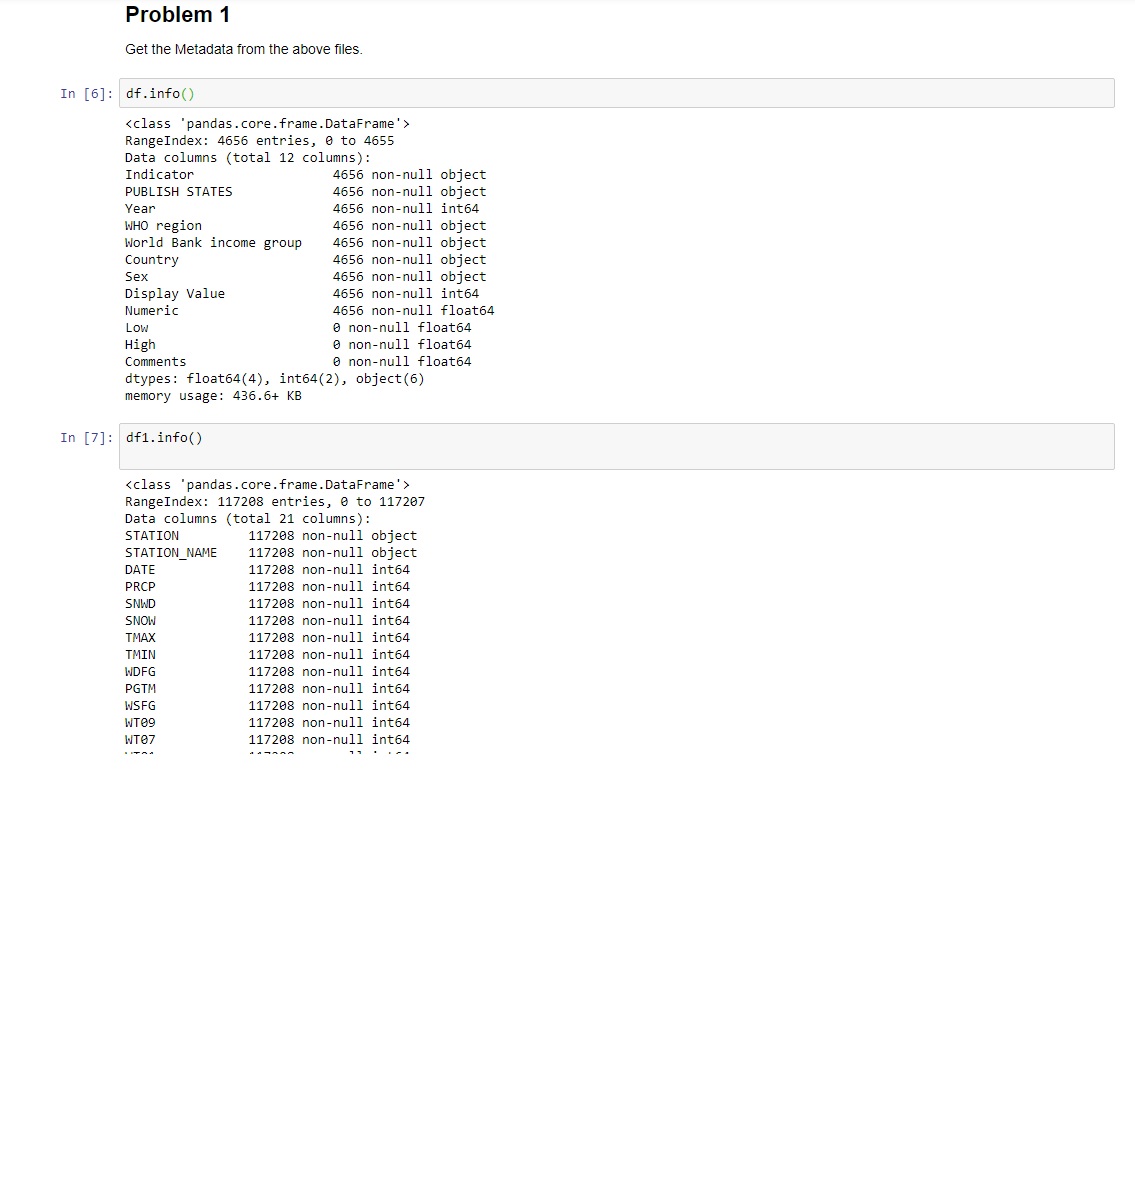 Problem 1
Get the Metadata from the above files.
In [6]: df.info()
<class 'pandas.core.frame.DataFrame'>
RangeIndex: 4656 entries, 0 to 4655
Data columns (total 12 columns):
Indicator                  4656 non-null object
PUBLISH STATES             4656 non-null object
Year                       4656 non-null int64
WHO region                 4656 non-null object
World Bank income group    4656 non-null object
Country                    4656 non-null object
Sex                        4656 non-null object
Display Value              4656 non-null int64
Numeric                    4656 non-null float64
Low                        0 non-null float64
High                       0 non-null float64
Comments                   0 non-null float64
dtypes: float64(4), int64(2), object(6)
memory usage: 436.6+ KB
In [7]: df1.info()
<class 'pandas.core.frame.DataFrame'>
RangeIndex: 117208 entries, 0 to 117207
Data columns (total 21 columns):
STATION         117208 non-null object
STATION_NAME    117208 non-null object
DATE            117208 non-null int64
PRCP            117208 non-null int64
SNWD            117208 non-null int64
SNOW            117208 non-null int64
TMAX            117208 non-null int64
TMIN            117208 non-null int64
WDFG            117208 non-null int64
PGTM            117208 non-null int64
WSFG            117208 non-null int64
WT09            117208 non-null int64
WT07            117208 non-null int64